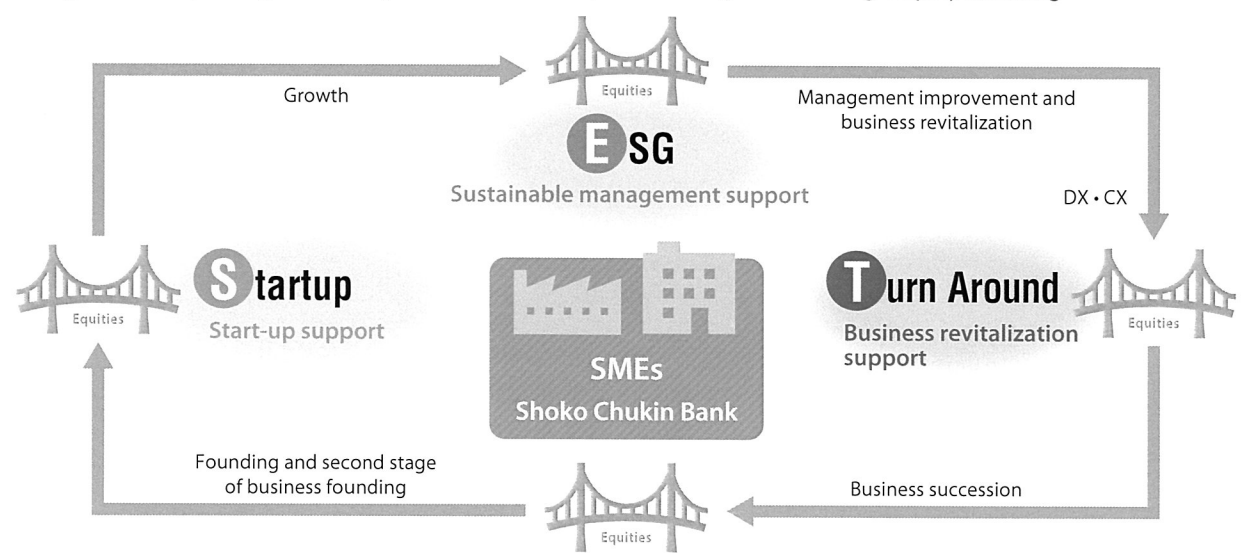 Equities
Growth
Management improvement and
business revitalization
ESG
Sustainable management support
DX・CX
Equities
Startup
Start-up support
Turn Around
Business revitalization
support
Equities
SMEs
Shoko Chukin Bank
Founding and second stage
of business founding
Business succession
Equities